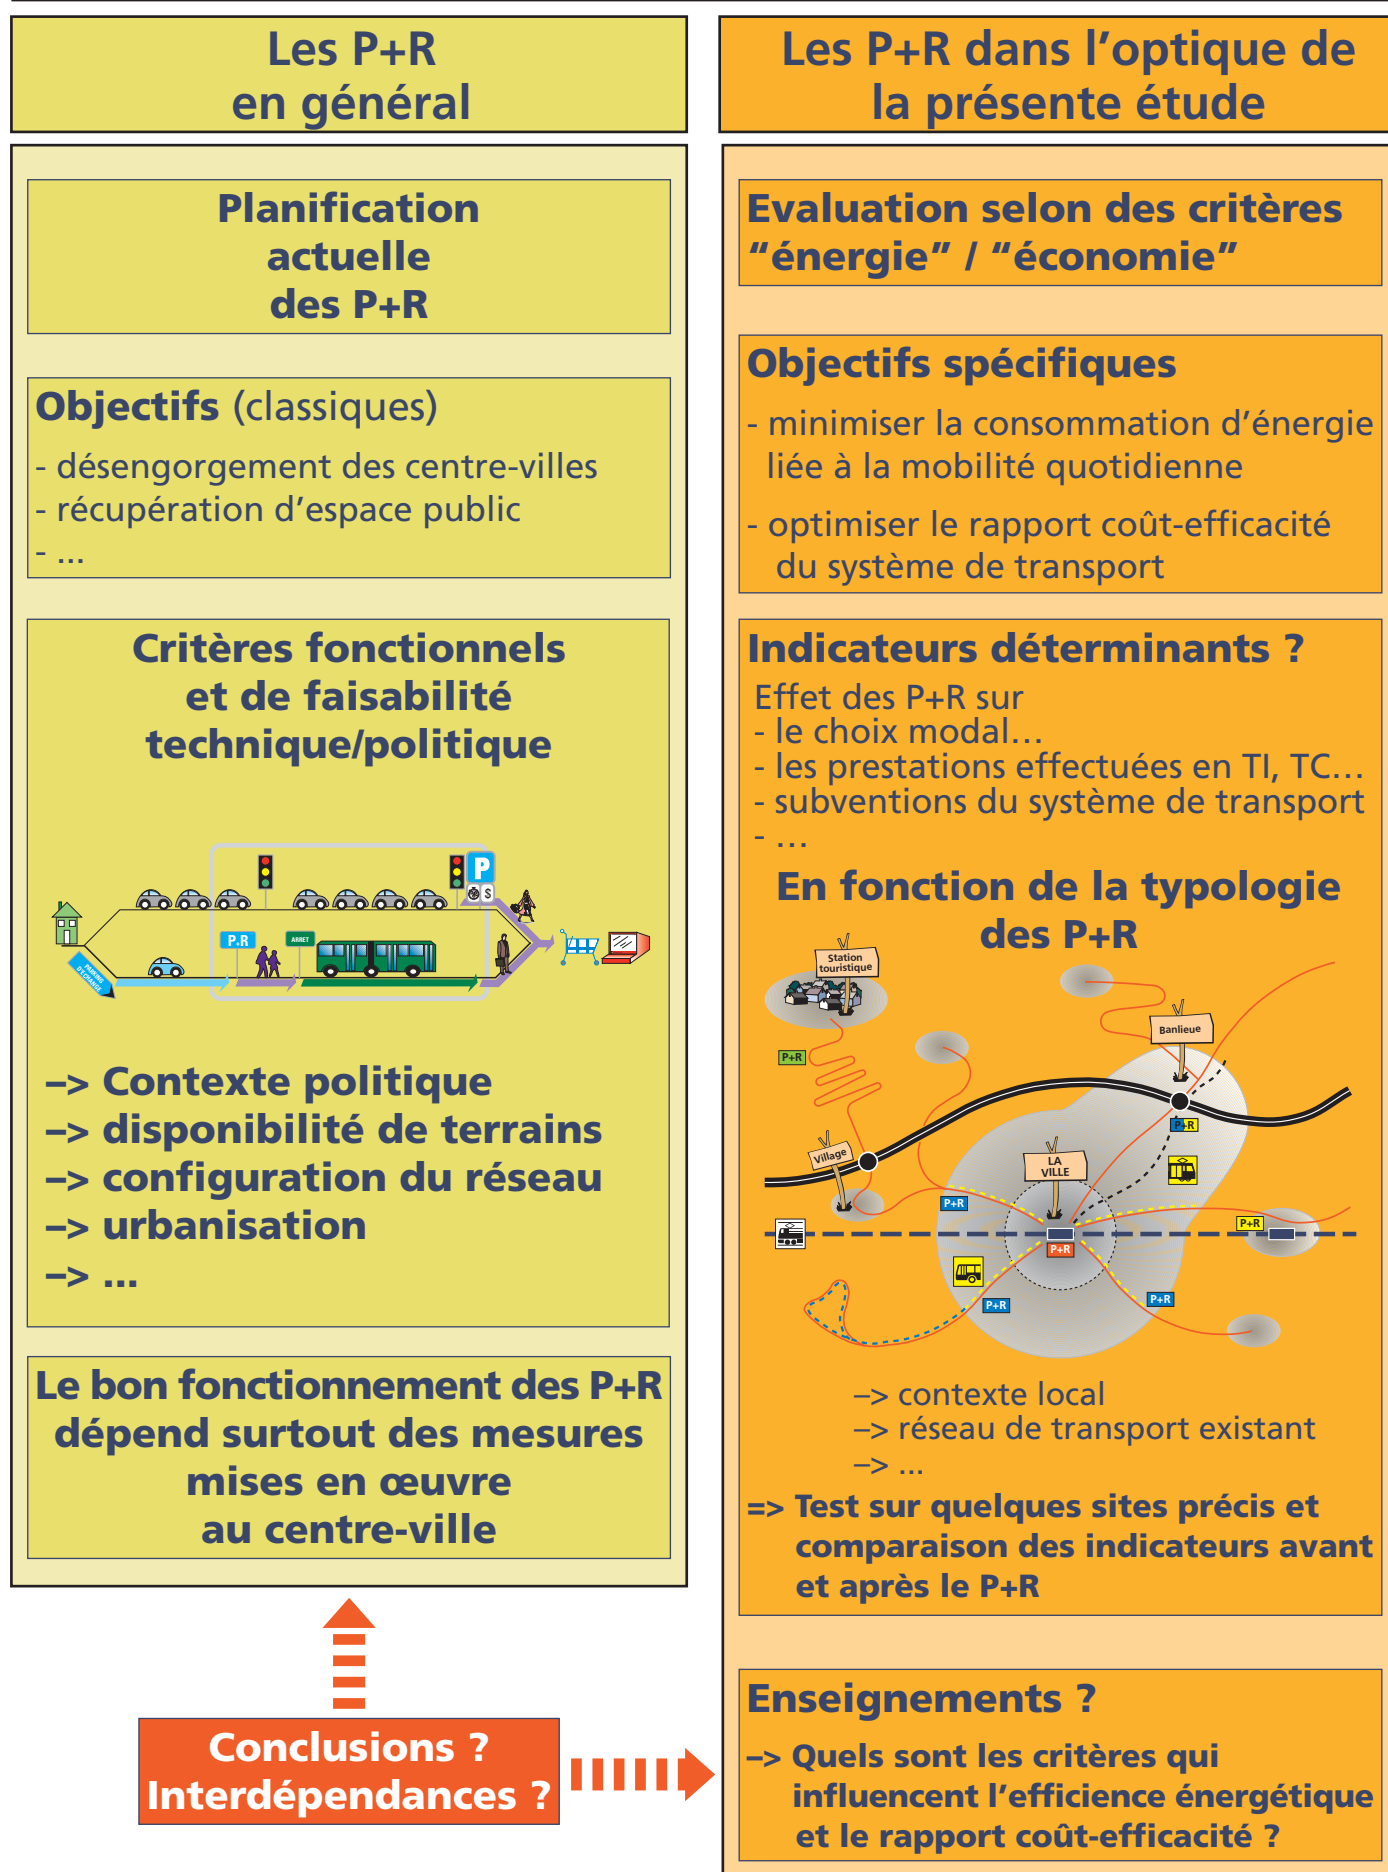 Les P+R
en général
Planification
actuelle
des P+R
Objectifs (classiques)
- désengorgement des centre-villes
- récupération d'espace public
- ...
Critères fonctionnels
et de faisabilité
technique/politique
P
$
P+R
ARRET
PARKING
D'ECHANGE
–> Contexte politique
–> disponibilité de terrains
–> configuration du réseau
–> urbanisation
–> ...
Le bon fonctionnement des P+R
dépend surtout des mesures
mises en œuvre
au centre-ville
Conclusions ?
Interdépendances ?
Les P+R dans l'optique de
la présente étude
Evaluation selon des critères
“énergie” / “économie”
Objectifs spécifiques
- minimiser la consommation d'énergie
liée à la mobilité quotidienne
- optimiser le rapport coût-efficacité
du système de transport
Indicateurs déterminants ?
Effet des P+R sur
- le choix modal…
- les prestations effectuées en TI, TC…
- subventions du système de transport
- …
En fonction de la typologie
des P+R
Station
touristique
Banlieue
P+R
P+R
Village
LA
VILLE
P+R
P+R
P+R
P+R
P+R
–> contexte local
–> réseau de transport existant
–> ...
=> Test sur quelques sites précis et
comparaison des indicateurs avant
et après le P+R
Enseignements ?
–> Quels sont les critères qui
influencent l'efficience énergétique
et le rapport coût-efficacité ?